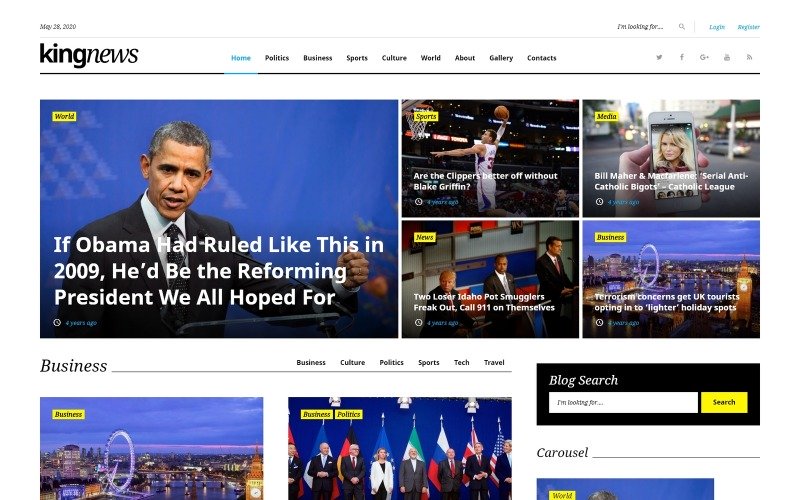 May 28, 2020
I'm looking for....
Login
Register
kingnews
Home
Politics
Business
Sports
Culture
World
About
Gallery
Contacts
World
If Obama Had Ruled Like This in
2009, He'd Be the Reforming
President We All Hoped For
4 years ago
Sports
Are the Clippers better off without
Blake Griffin?
4 years ago
Media
Bill Maher & Macfarlene: 'Serial Anti-
Catholic Bigots' – Catholic League
4 years ago
News
Two Loser Idaho Pot Smugglers
Freak Out, Call 911 on Themselves
4 years ago
Business
Terrorism concerns get UK tourists
opting in to 'lighter' holiday spots
4 years ago
Business
Business
Culture
Politics
Sports
Tech
Travel
Business
Business
Politics
Blog Search
I'm looking for....
Search
Carousel
World